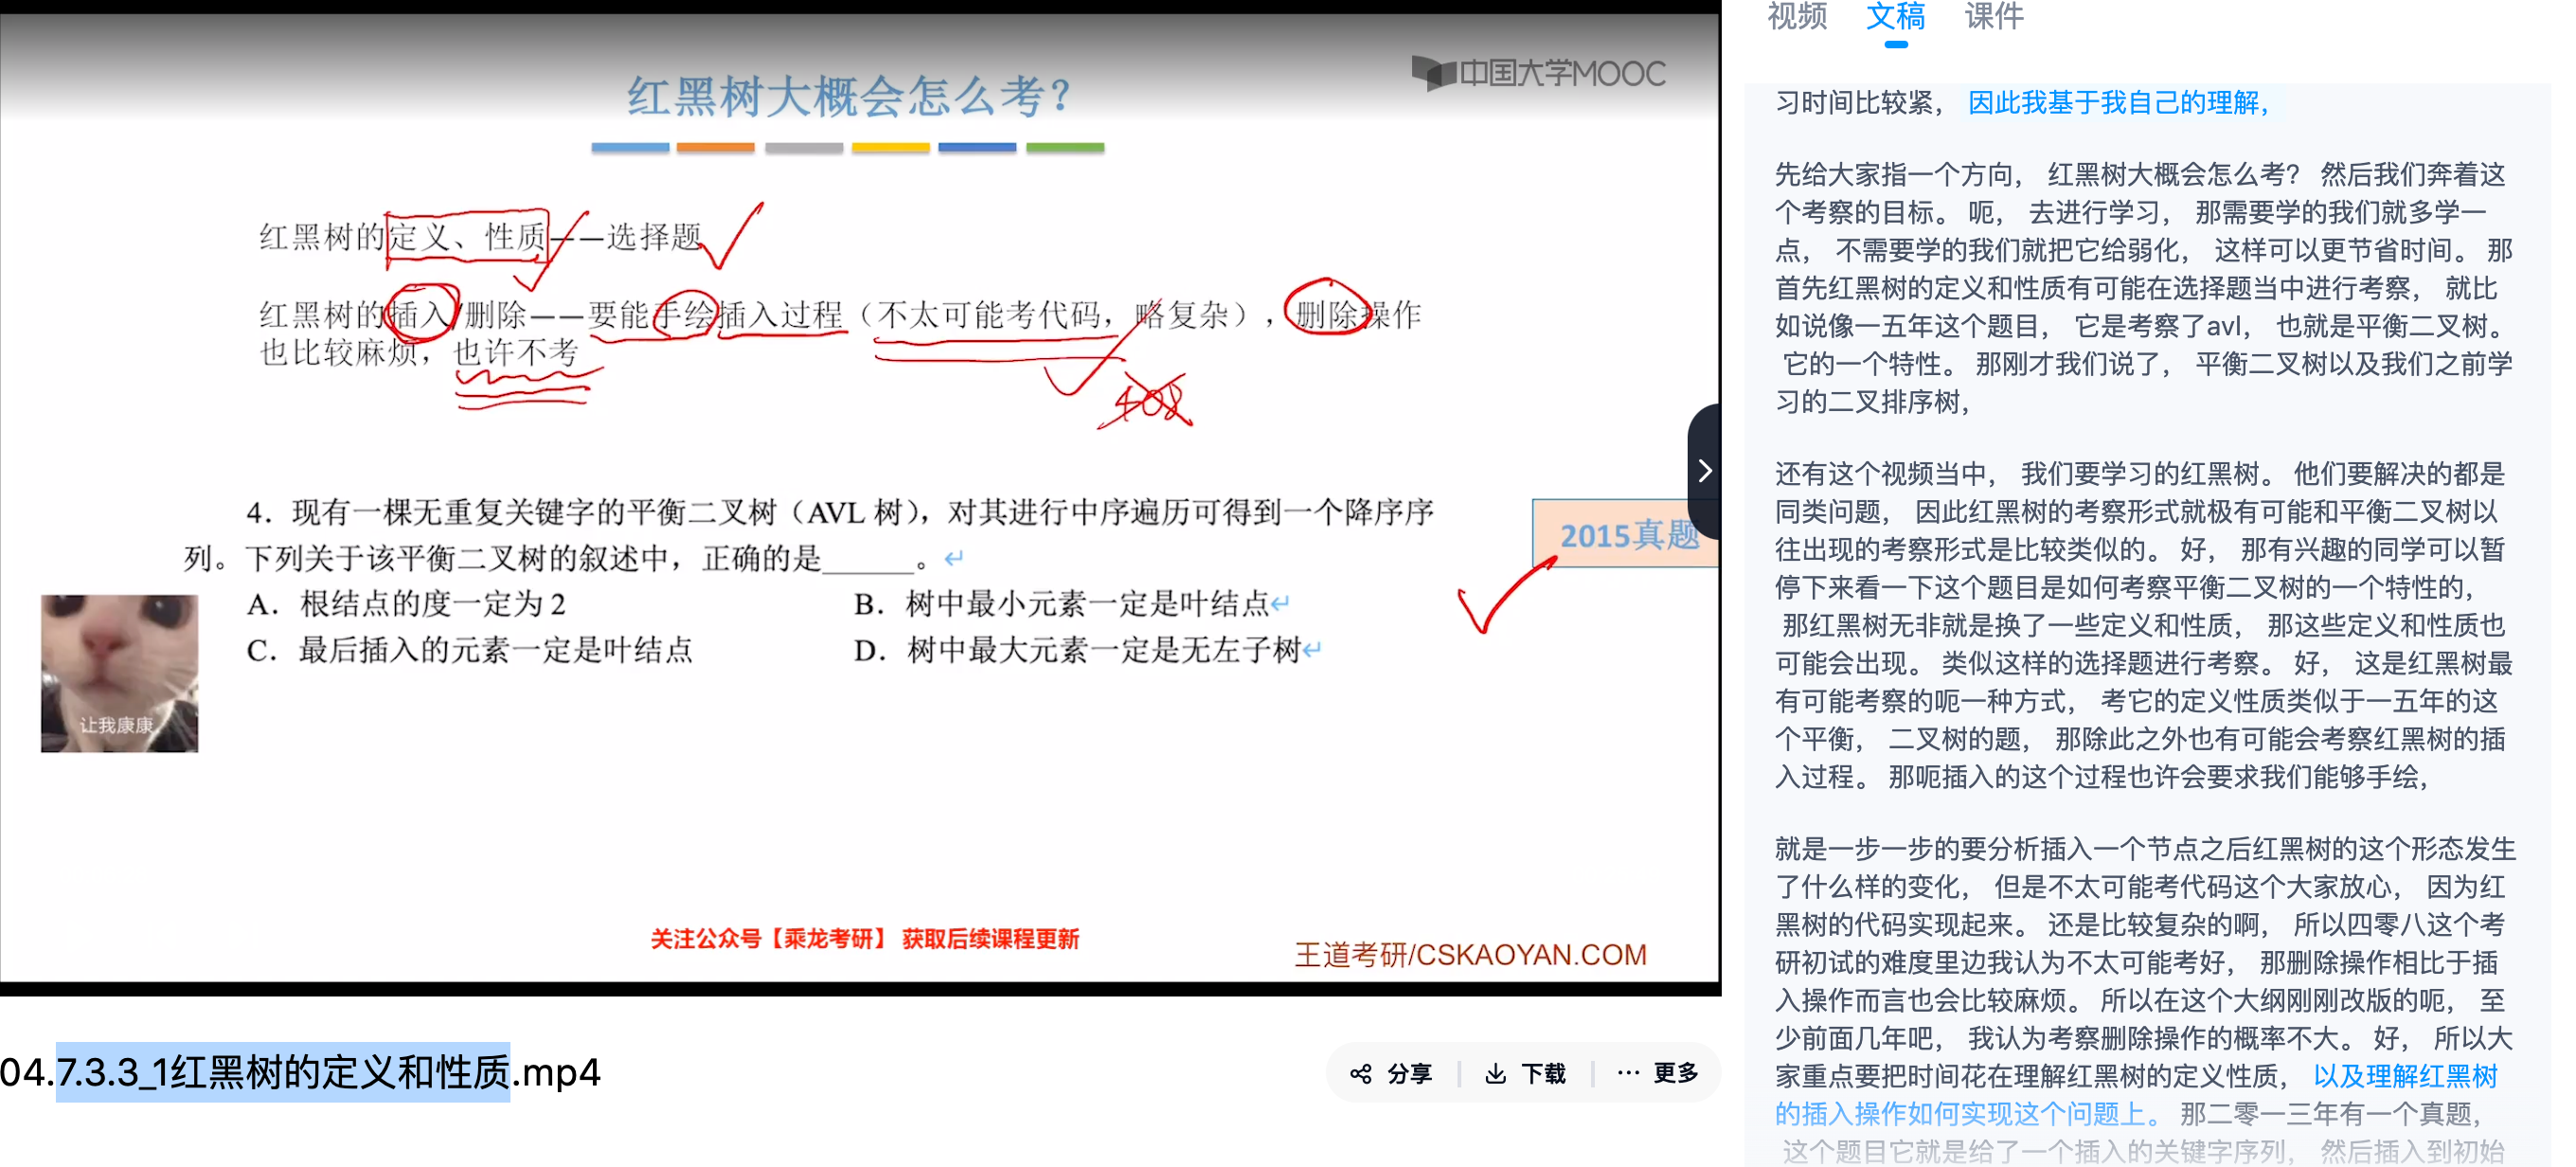 中国大学MOOC
红黑树大概会怎么考？
红黑树的定义、性质——选择题
红黑树的插入/删除——要能手绘插入过程（不太可能考代码，略复杂），删除操作
也比较麻烦，也许不考
408
4．现有一棵无重复关键字的平衡二叉树（AVL 树），对其进行中序遍历可得到一个降序序
列。下列关于该平衡二叉树的叙述中，正确的是______。↵
2015真题
A．根结点的度一定为 2
B．树中最小元素一定是叶结点↵
C．最后插入的元素一定是叶结点
D．树中最大元素一定是无左子树↵
让我康康
关注公众号【乘龙考研】 获取后续课程更新
王道考研/CSKAOYAN.COM
04.7.3.3_1红黑树的定义和性质.mp4
分享
下载
更多
视频 文稿 课件
习时间比较紧， 因此我基于我自己的理解，
先给大家指一个方向， 红黑树大概会怎么考？ 然后我们奔着这
个考察的目标。 呃， 去进行学习， 那需要学的我们就多学一
点， 不需要学的我们就把它给弱化， 这样可以更节省时间。 那
首先红黑树的定义和性质有可能在选择题当中进行考察， 就比
如说像一五年这个题目， 它是考察了avl， 也就是平衡二叉树。
它的一个特性。 那刚才我们说了， 平衡二叉树以及我们之前学
习的二叉排序树，
还有这个视频当中， 我们要学习的红黑树。 他们要解决的都是
同类问题， 因此红黑树的考察形式就极有可能和平衡二叉树以
往出现的考察形式是比较类似的。 好， 那有兴趣的同学可以暂
停下来看一下这个题目是如何考察平衡二叉树的一个特性的，
那红黑树无非就是换了一些定义和性质， 那这些定义和性质也
可能会出现。 类似这样的选择题进行考察。 好， 这是红黑树最
有可能考察的呃一种方式， 考它的定义性质类似于一五年的这
个平衡， 二叉树的题， 那除此之外也有可能会考察红黑树的插
入过程。 那呃插入的这个过程也许会要求我们能够手绘，
就是一步一步的要分析插入一个节点之后红黑树的这个形态发生
了什么样的变化， 但是不太可能考代码这个大家放心， 因为红
黑树的代码实现起来。 还是比较复杂的啊， 所以四零八这个考
研初试的难度里边我认为不太可能考好， 那删除操作相比于插
入操作而言也会比较麻烦。 所以在这个大纲刚刚改版的呃， 至
少前面几年吧， 我认为考察删除操作的概率不大。 好， 所以大
家重点要把时间花在理解红黑树的定义性质， 以及理解红黑树
的插入操作如何实现这个问题上。 那二零一三年有一个真题，
这个题目它就是给了一个插入的关键字序列， 然后插入到初始